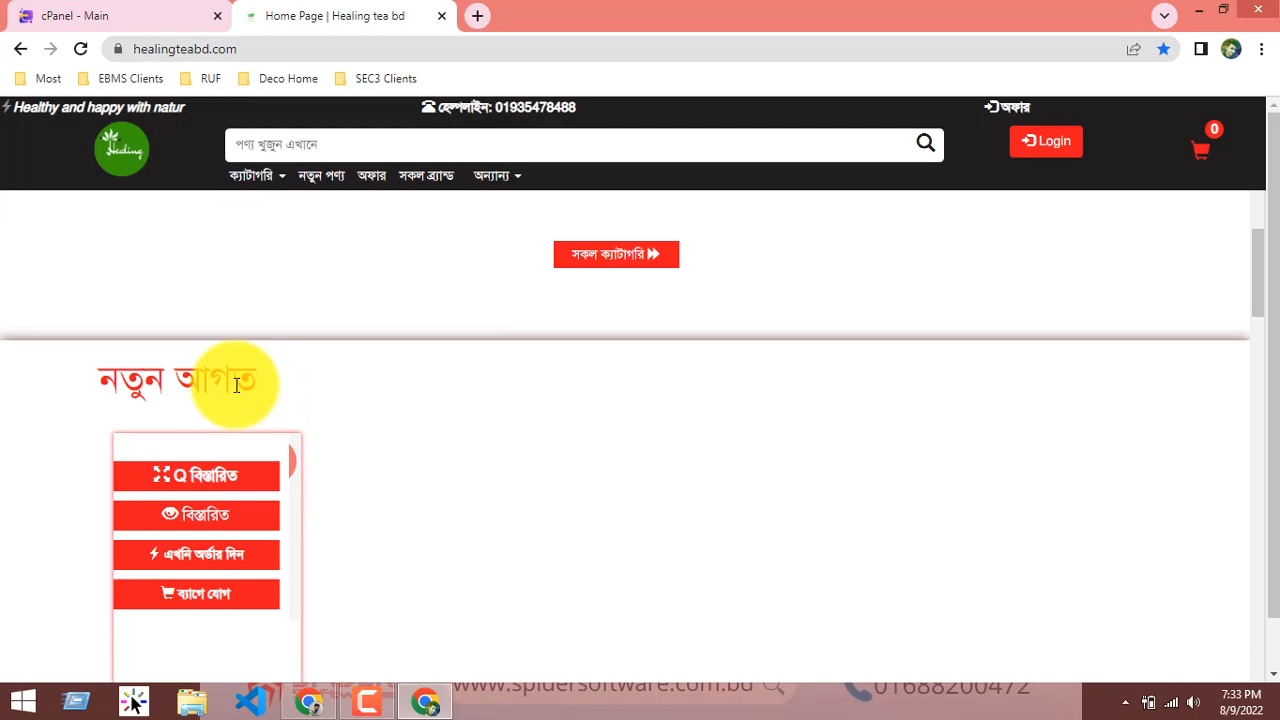 cPanel - Main
Home Page | Healing tea bd
healingteabd.com
Most
EBMS Clients
RUF
Deco Home
SEC3 Clients
Healthy and happy with natur
হেল্পলাইন: 01935478488
অফার
Healing
পণ্য খুজুন এখানে
Login
0
ক্যাটাগরি
নতুন পণ্য
অফার
সকল ব্র্যান্ড
অন্যান্য
সকল ক্যাটাগরি
নতুন আগত
Q বিস্তারিত
বিস্তারিত
এখনি অর্ডার দিন
ব্যাগে যোগ
www.spidersoftware.com.bd
01688200472
7:33 PM
8/9/2022